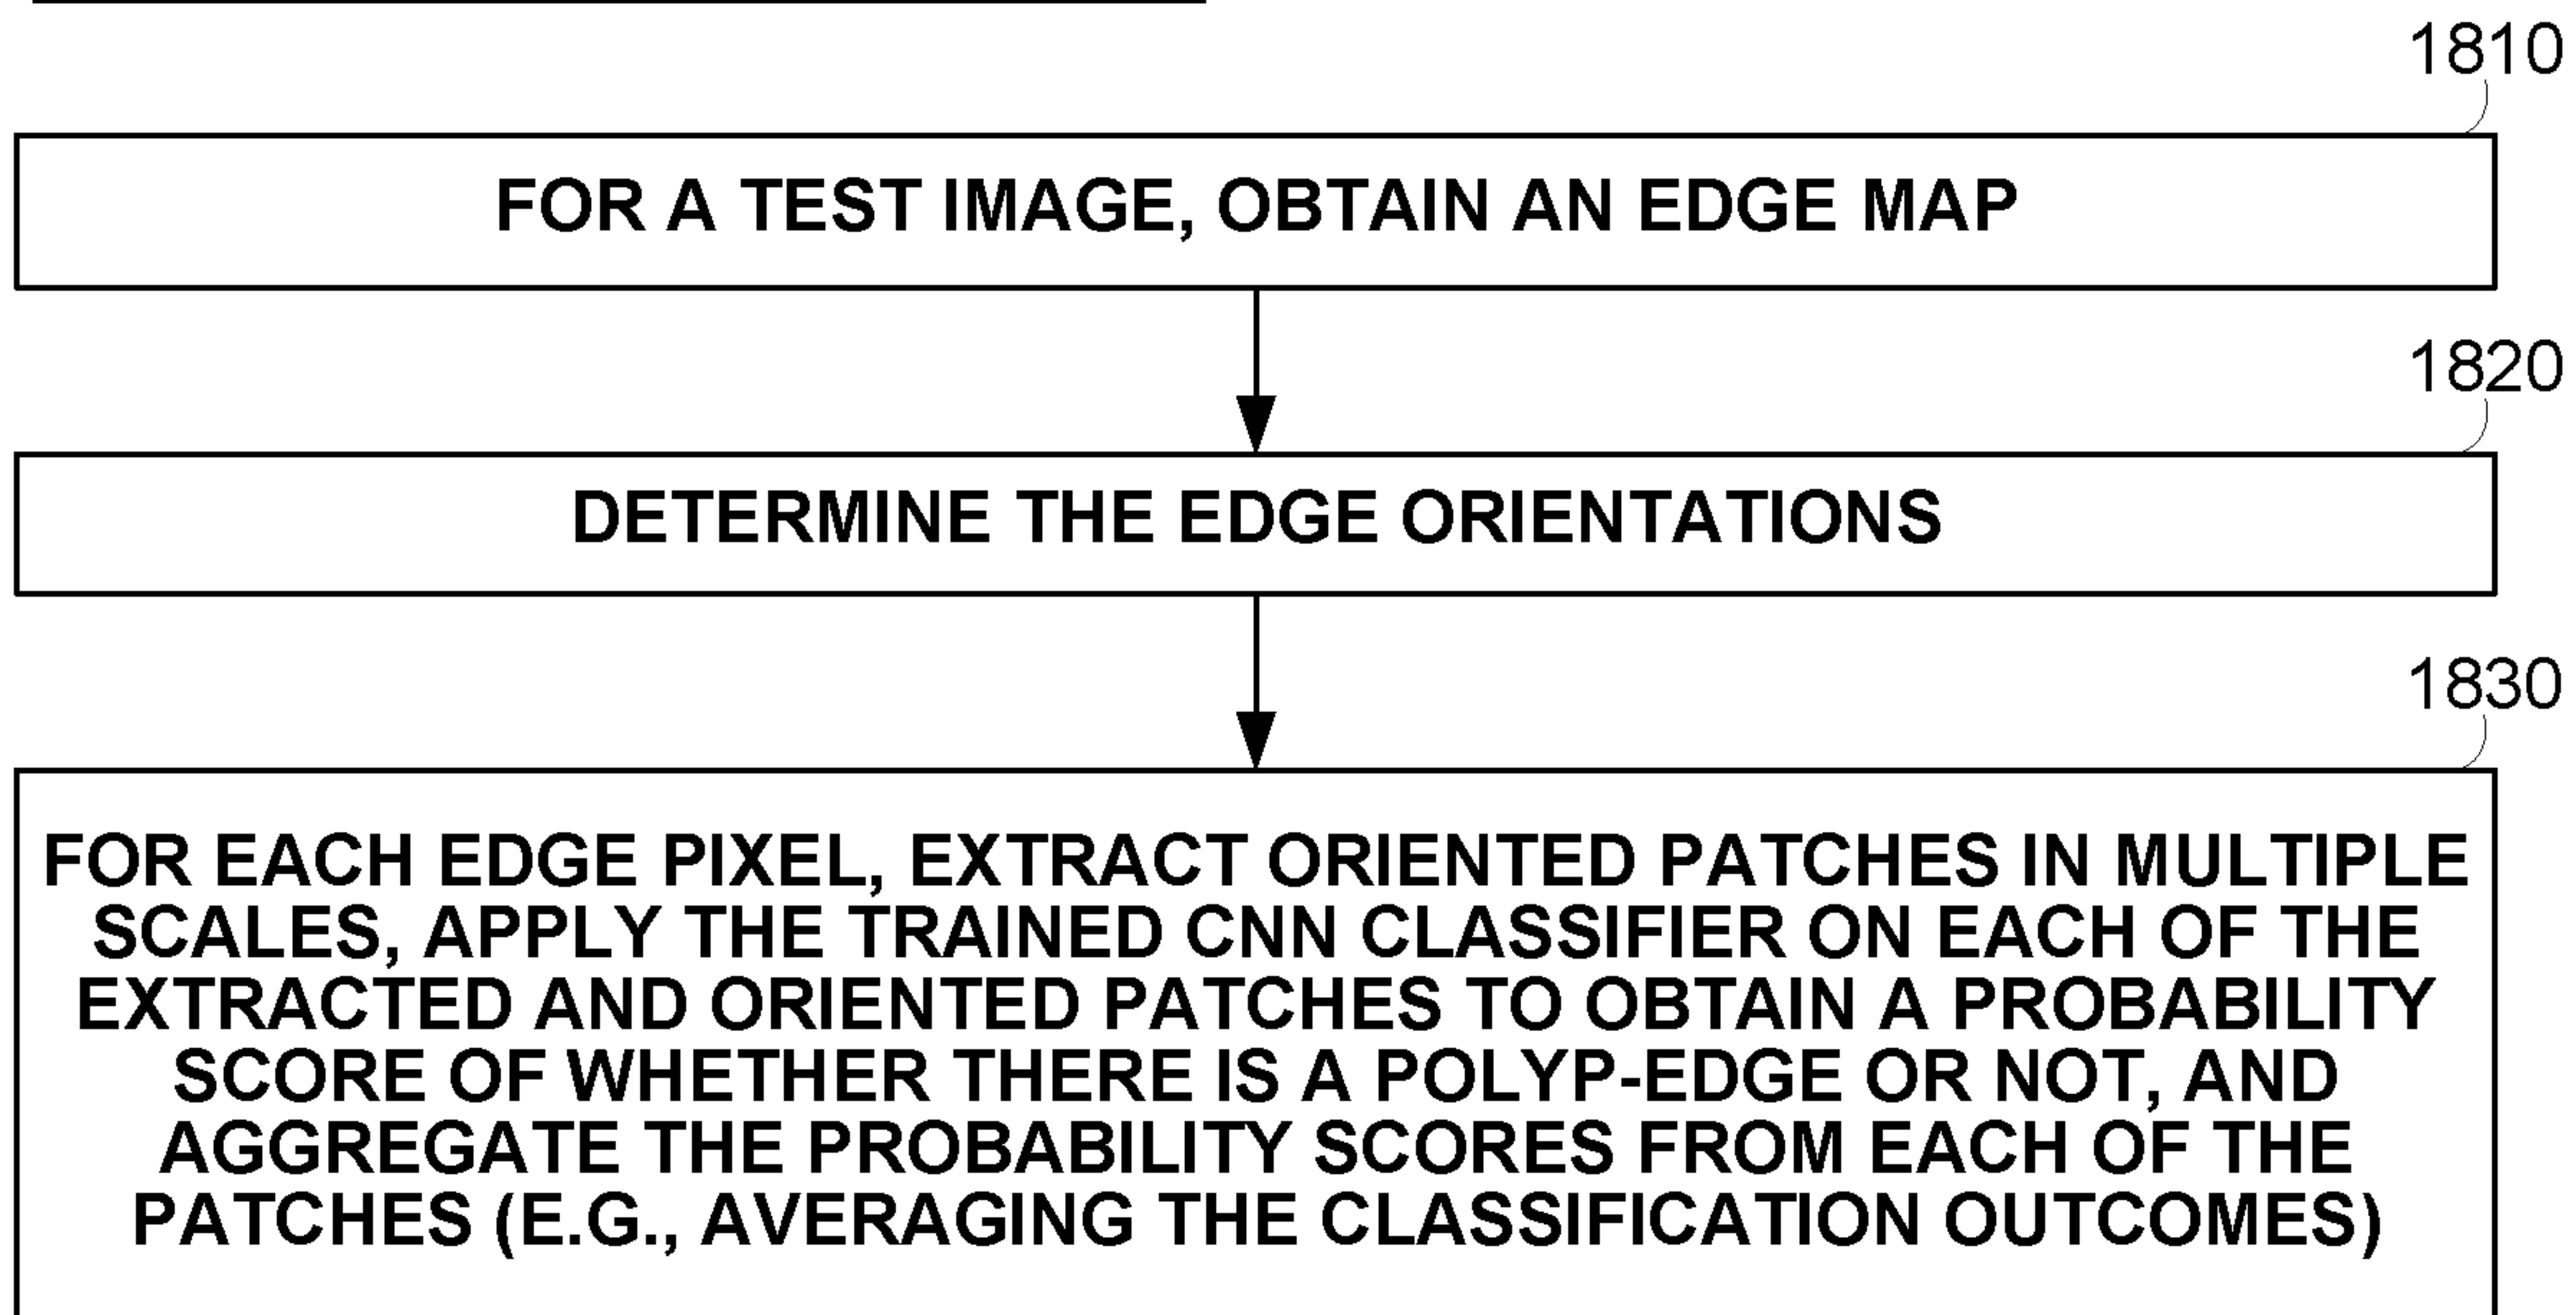 1810
FOR A TEST IMAGE, OBTAIN AN EDGE MAP
1820
DETERMINE THE EDGE ORIENTATIONS
1830
FOR EACH EDGE PIXEL, EXTRACT ORIENTED PATCHES IN MULTIPLE
SCALES, APPLY THE TRAINED CNN CLASSIFIER ON EACH OF THE
EXTRACTED AND ORIENTED PATCHES TO OBTAIN A PROBABILITY
SCORE OF WHETHER THERE IS A POLYP-EDGE OR NOT, AND
AGGREGATE THE PROBABILITY SCORES FROM EACH OF THE
PATCHES (E.G., AVERAGING THE CLASSIFICATION OUTCOMES)